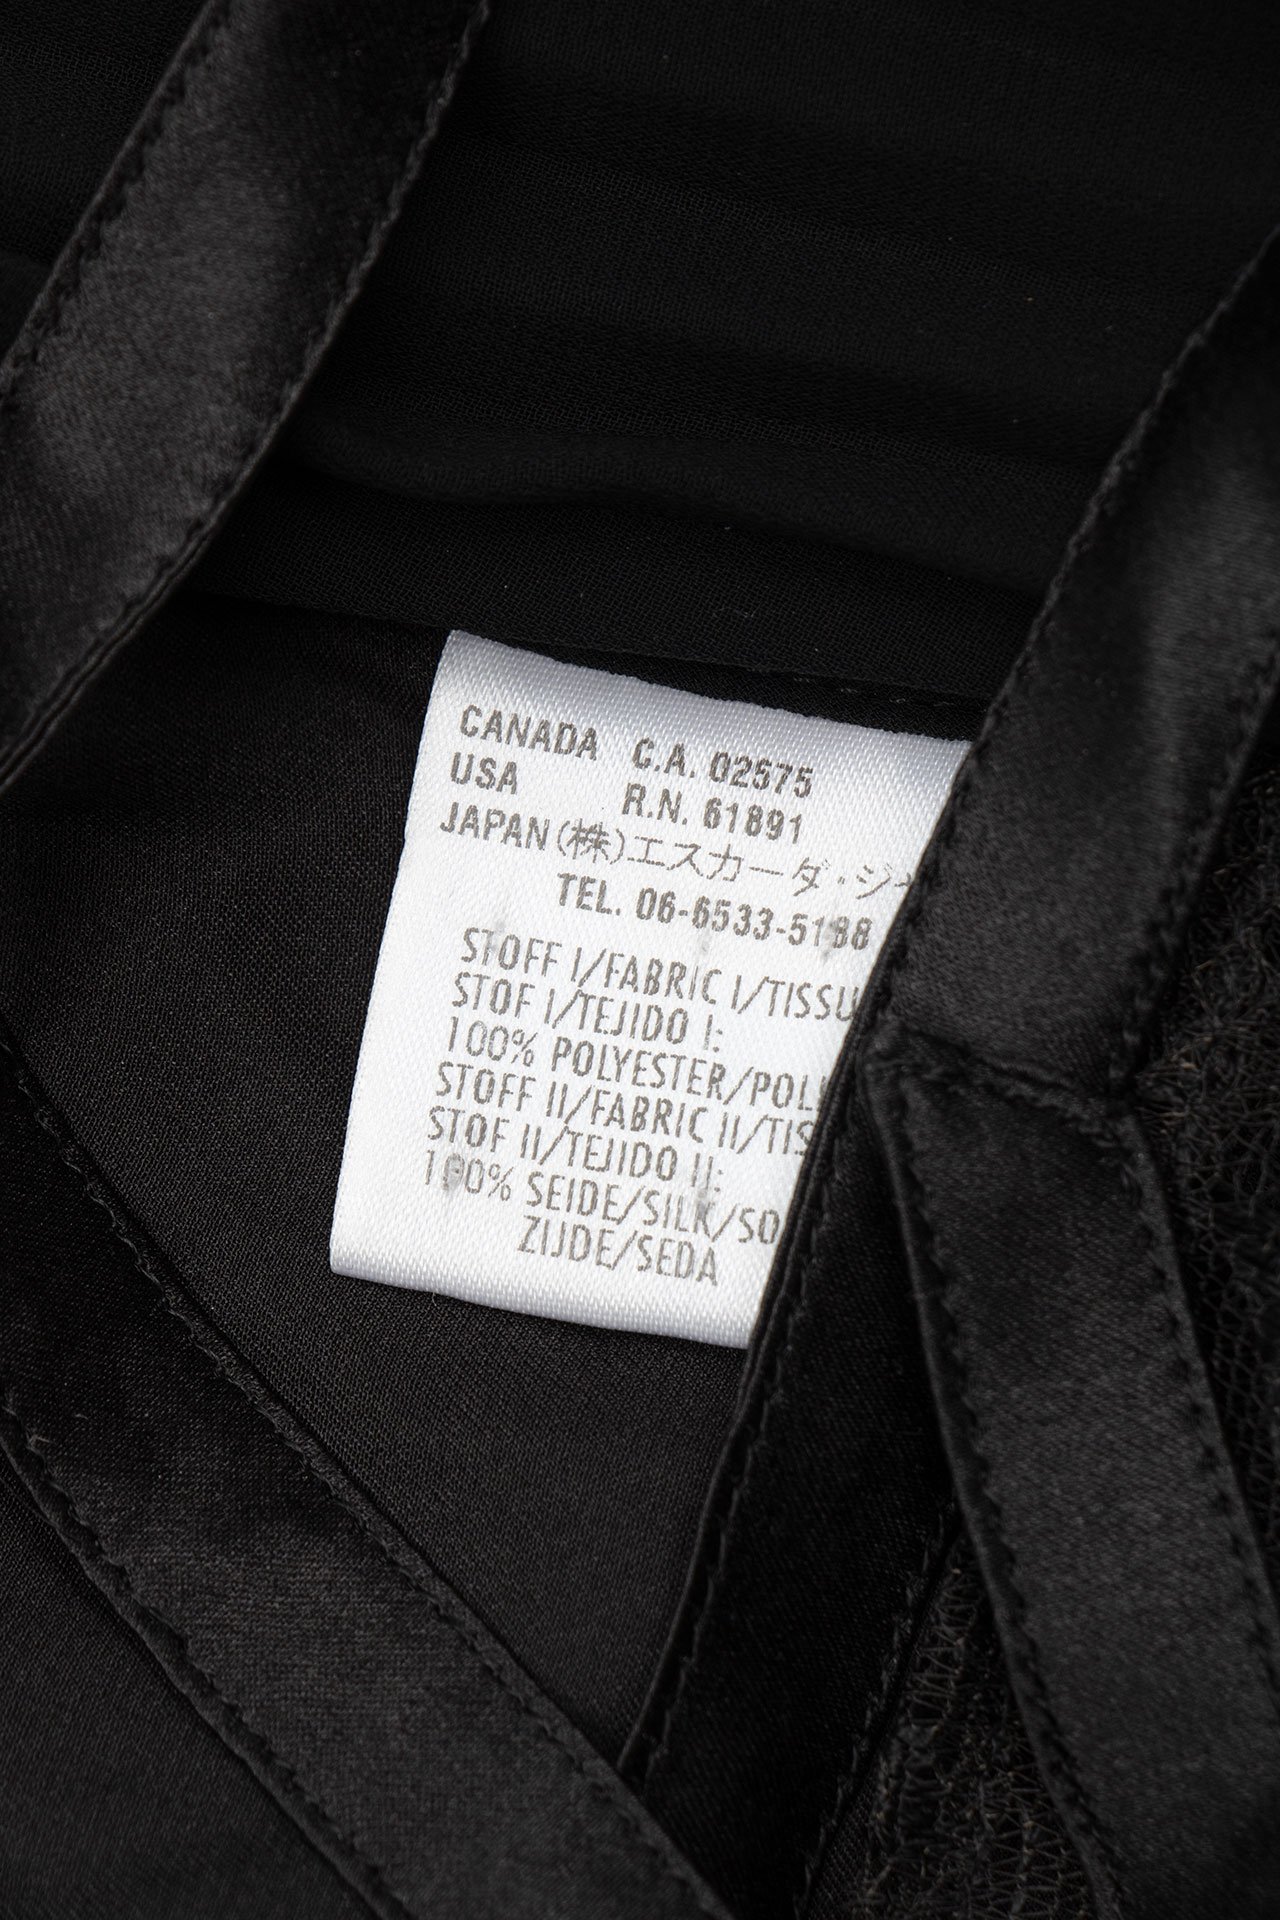 CANADA C.A. 02575
USA R.N. 61891
JAPAN (株)エスカーダ・ジャ
TEL. 06-6533-5188
STOFF I/FABRIC I/TISSU
STOF I/TEJIDO I:
100% POLYESTER/POL
STOFF II/FABRIC II/TIS
STOF II/TEJIDO II:
100% SEIDE/SILK/SO
ZIJDE/SEDA